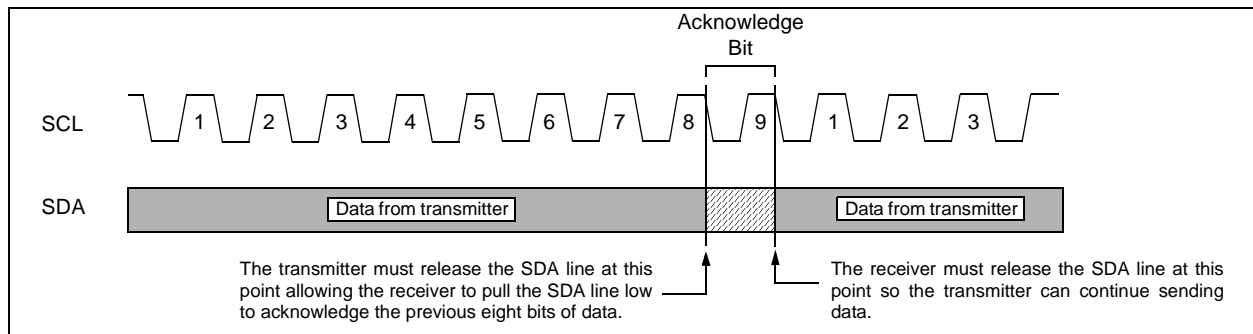 Acknowledge
Bit
SCL
1 2 3 4 5 6 7 8 9 1 2 3
SDA
Data from transmitter
Data from transmitter
The transmitter must release the SDA line at this
point allowing the receiver to pull the SDA line low
to acknowledge the previous eight bits of data.
The receiver must release the SDA line at this
point so the transmitter can continue sending
data.